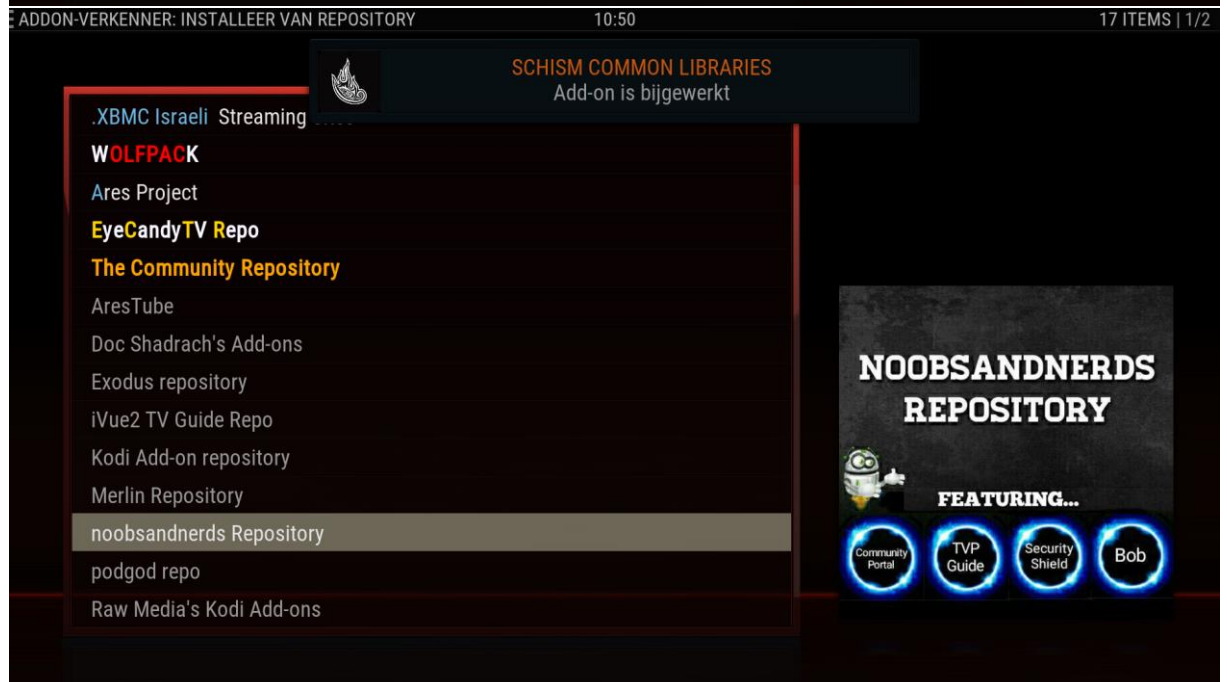 ADDON-VERKENNER: INSTALLEER VAN REPOSITORY
10:50
17 ITEMS | 1/2
SCHISM COMMON LIBRARIES
Add-on is bijgewerkt
.XBMC Israeli Streaming
WOLFPACK
Ares Project
EyeCandyTV Repo
The Community Repository
AresTube
Doc Shadrach's Add-ons
Exodus repository
iVue2 TV Guide Repo
Kodi Add-on repository
Merlin Repository
noobsandnerds Repository
podgod repo
Raw Media's Kodi Add-ons
NOOBSANDNERDS
REPOSITORY
FEATURING...
Community
Portal
TVP
Guide
Security
Shield
Bob